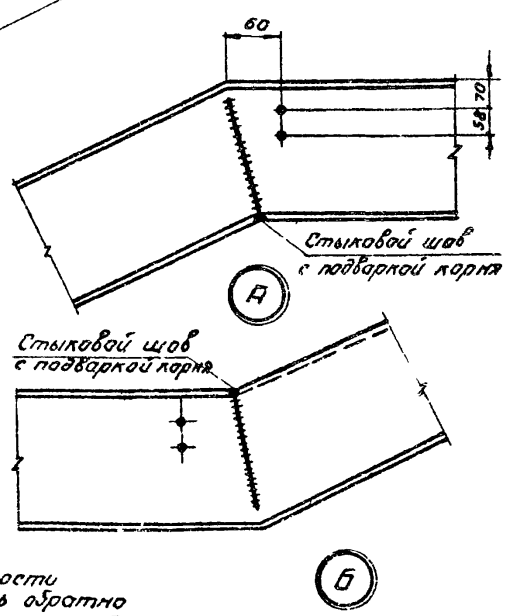 60
70
58
Стыковой шов
с подваркой корня
А
Стыковой шов
с подваркой корня
Б
ости
обратно